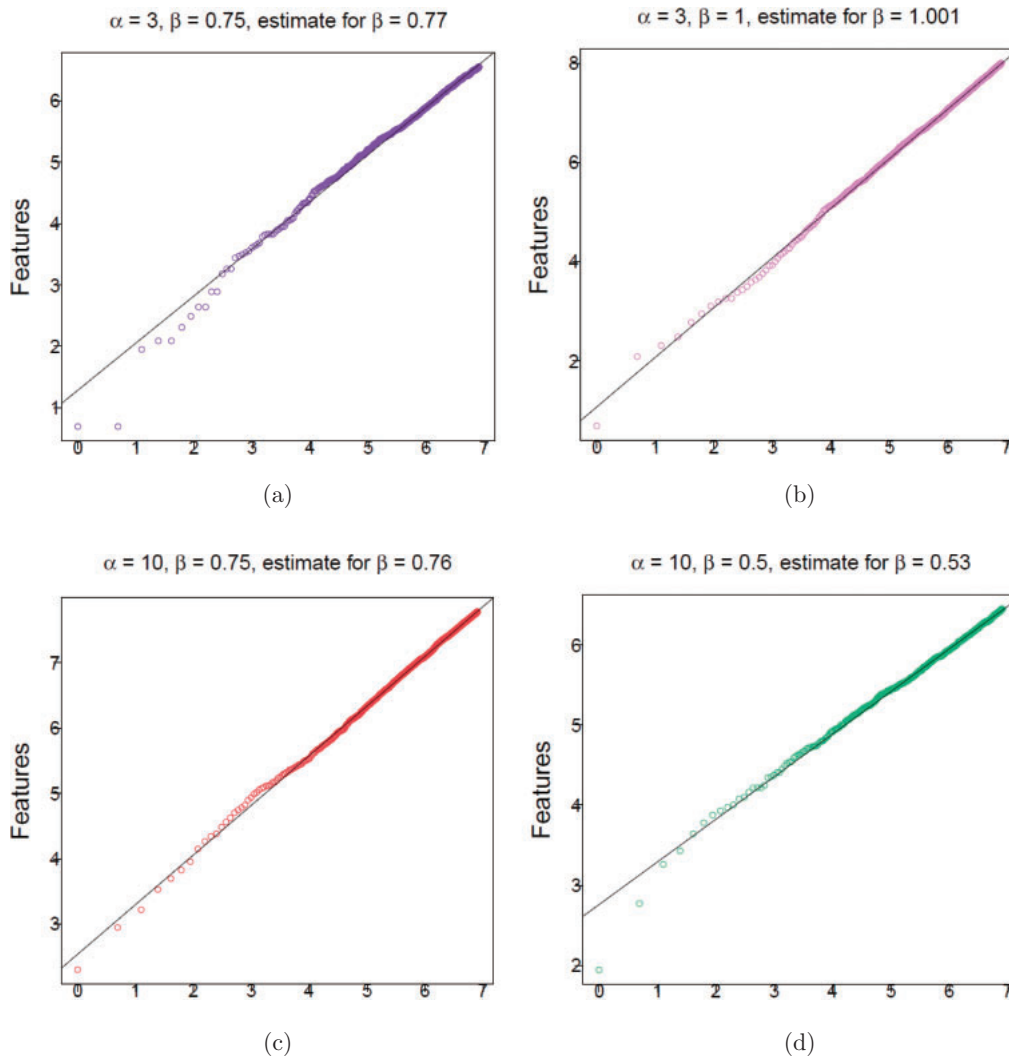 α = 3, β = 0.75, estimate for β = 0.77
α = 3, β = 1, estimate for β = 1.001
Features
6
5
4
3
2
1
0 1 2 3 4 5 6 7
Features
8
6
4
2
0 1 2 3 4 5 6 7
(a)
(b)
α = 10, β = 0.75, estimate for β = 0.76
α = 10, β = 0.5, estimate for β = 0.53
Features
7
6
5
4
3
0 1 2 3 4 5 6 7
Features
6
5
4
3
2
0 1 2 3 4 5 6 7
(c)
(d)